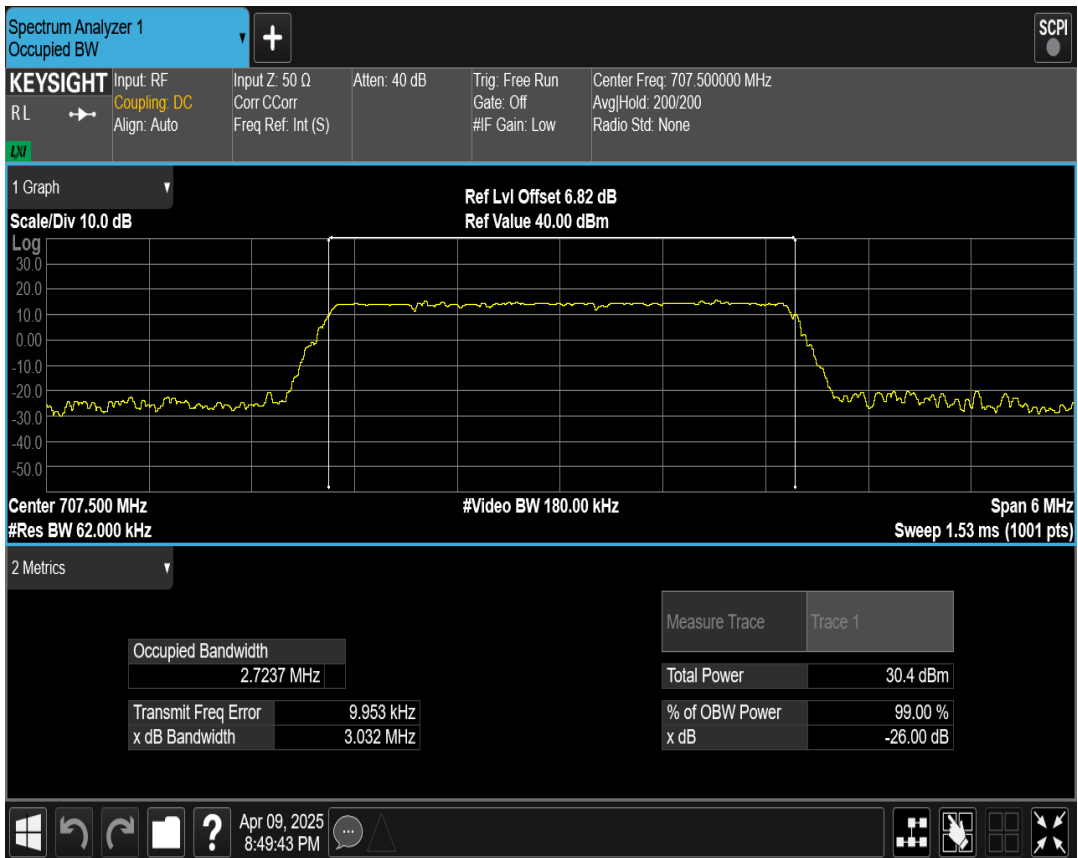 Spectrum Analyzer 1
Occupied BW
+
SCPI
KEYSIGHT
RL
LXI
Input: RF
Coupling: DC
Align: Auto
Input Z: 50 Ω
Corr CCorr
Freq Ref: Int (S)
Atten: 40 dB
Trig: Free Run
Gate: Off
#IF Gain: Low
Center Freq: 707.500000 MHz
Avg|Hold: 200/200
Radio Std: None
1 Graph
Scale/Div 10.0 dB
Ref Lvl Offset 6.82 dB
Ref Value 40.00 dBm
Log
30.0
20.0
10.0
0.00
-10.0
-20.0
-30.0
-40.0
-50.0
Center 707.500 MHz
#Res BW 62.000 kHz
#Video BW 180.00 kHz
Span 6 MHz
Sweep 1.53 ms (1001 pts)
2 Metrics
Occupied Bandwidth
2.7237 MHz
Transmit Freq Error 9.953 kHz
x dB Bandwidth 3.032 MHz
Measure Trace Trace 1
Total Power 30.4 dBm
% of OBW Power 99.00 %
x dB -26.00 dB
?
Apr 09, 2025
8:49:43 PM